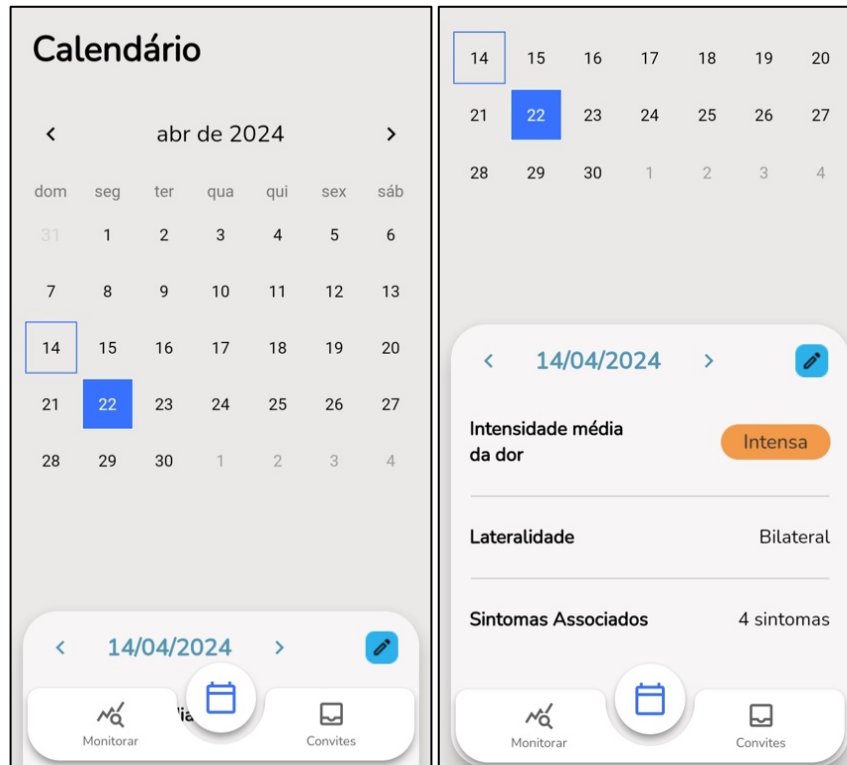 Calendário
abr de 2024
dom seg ter qua qui sex sáb
31 1 2 3 4 5 6
7 8 9 10 11 12 13
14 15 16 17 18 19 20
21 22 23 24 25 26 27
28 29 30 1 2 3 4
14/04/2024
Monitorar
Convites
14 15 16 17 18 19 20
21 22 23 24 25 26 27
28 29 30 1 2 3 4
14/04/2024
Intensidade média
da dor
Intensa
Lateralidade Bilateral
Sintomas Associados 4 sintomas
Monitorar
Convites